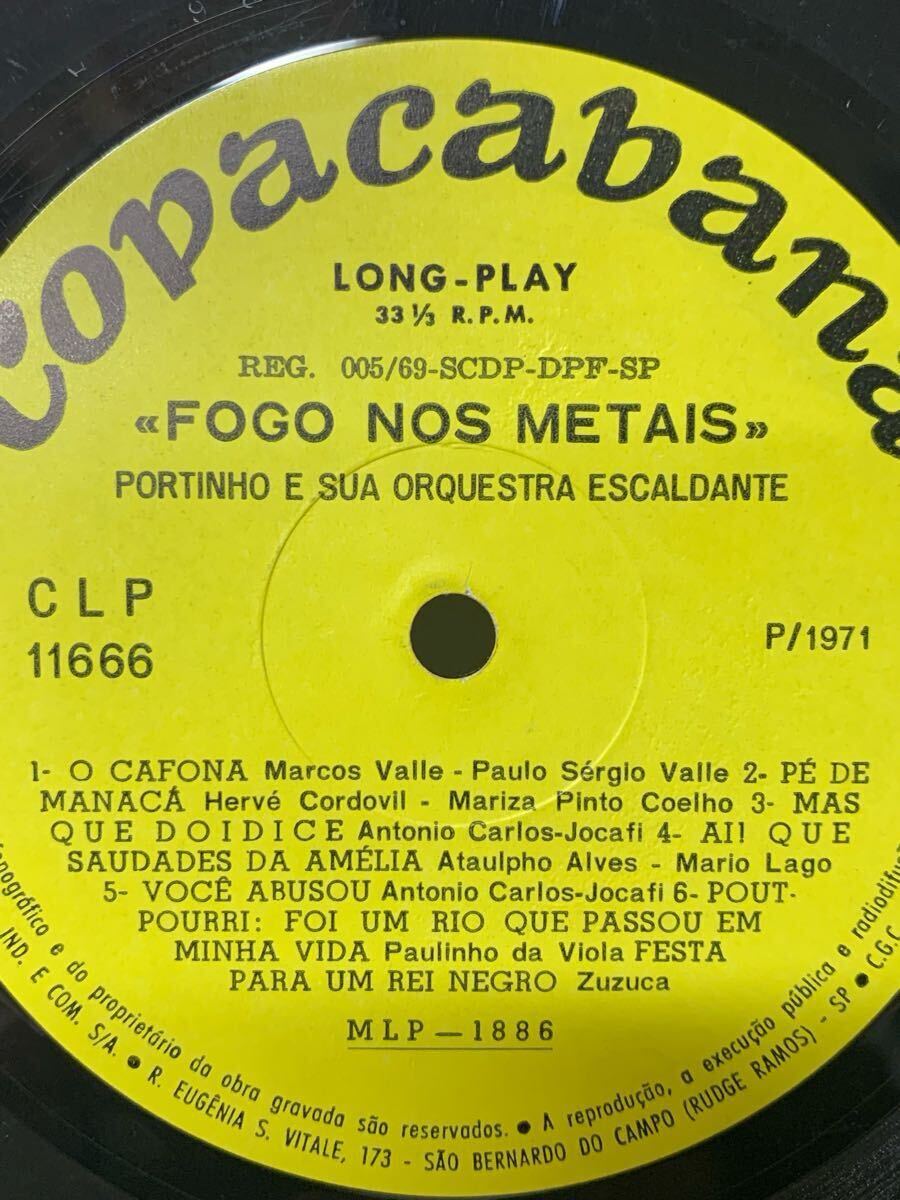 Copacabana
LONG-PLAY
33 1/3 R.P.M.
REG. 005/69-SCDP-DPF-SP
«FOGO NOS METAIS»
PORTINHO E SUA ORQUESTRA ESCALDANTE
CLP
11666
P/1971
1- O CAFONA Marcos Valle - Paulo Sérgio Valle 2- PÉ DE
MANACÁ Hervé Cordovil - Mariza Pinto Coelho 3- MAS
QUE DOIDICE Antonio Carlos-Jocafi 4- AI! QUE
SAUDADES DA AMÉLIA Ataulpho Alves - Mario Lago
5- VOCÊ ABUSOU Antonio Carlos-Jocafi 6- POUT-
POURRI: FOI UM RIO QUE PASSOU EM
MINHA VIDA Paulinho da Viola FESTA
PARA UM REI NEGRO Zuzuca
MLP-1886
e do proprietário da obra gravada são reservados. • A reprodução, a execução pública e
IND. E COM. S/A. • R. EUGÊNIA S. VITALE, 173 - SÃO BERNARDO DO CAMPO (RUDGE RAMOS) - SP • C.G.C.